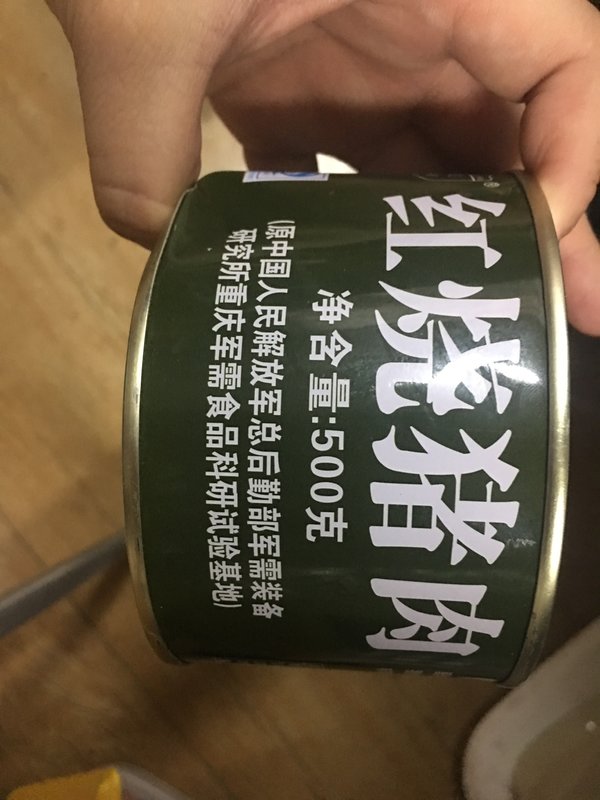 红烧猪肉
净含量:500克
(原中国人民解放军总后勤部军需装备
研究所重庆军需食品科研试验基地)